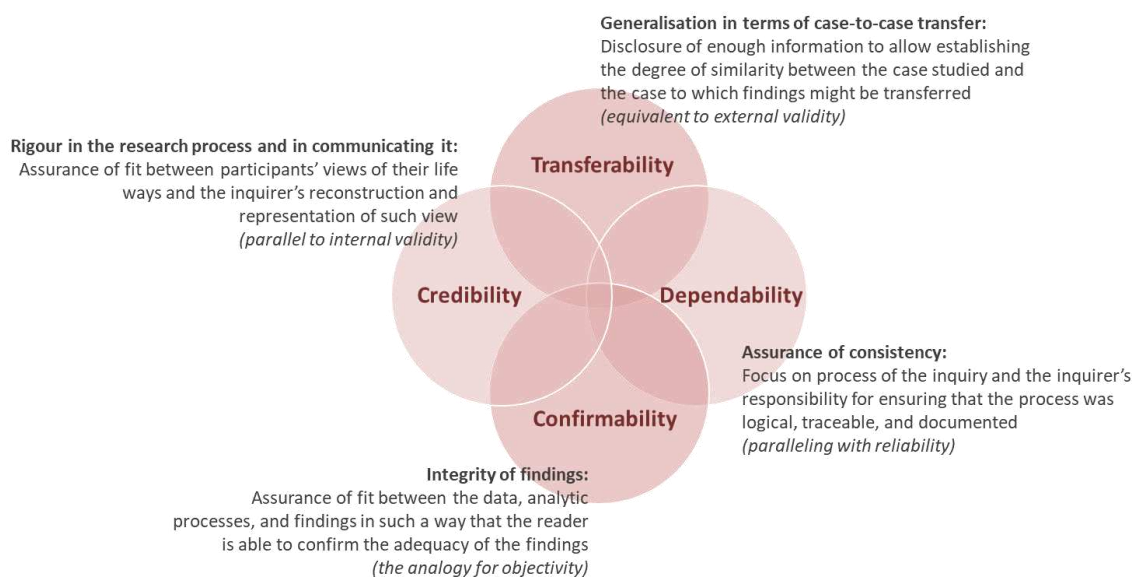 Generalisation in terms of case-to-case transfer:
Disclosure of enough information to allow establishing
the degree of similarity between the case studied and
the case to which findings might be transferred
(equivalent to external validity)
Rigour in the research process and in communicating it:
Assurance of fit between participants’ views of their life
ways and the inquirer’s reconstruction and
representation of such view
(parallel to internal validity)
Transferability
Credibility
Dependability
Assurance of consistency:
Focus on process of the inquiry and the inquirer’s
responsibility for ensuring that the process was
logical, traceable, and documented
(paralleling with reliability)
Confirmability
Integrity of findings:
Assurance of fit between the data, analytic
processes, and findings in such a way that the reader
is able to confirm the adequacy of the findings
(the analogy for objectivity)